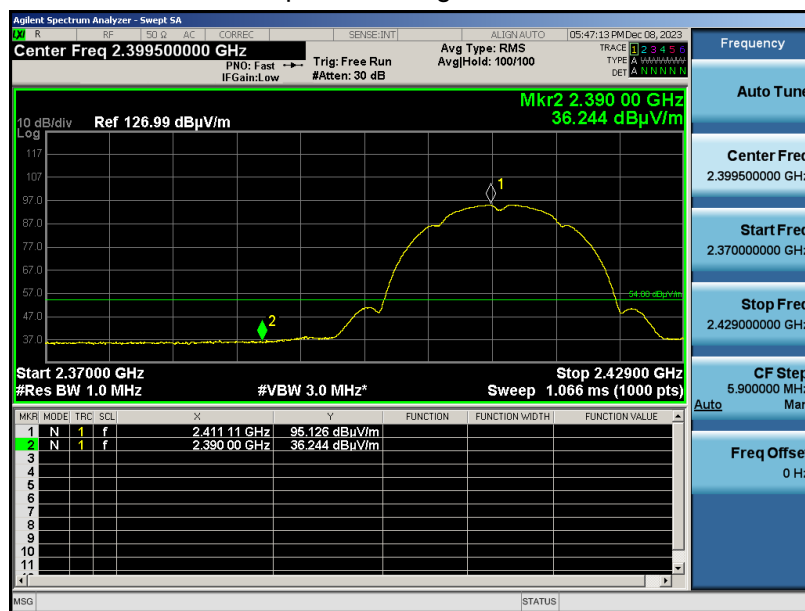 Agilent Spectrum Analyzer - Swept SA
LXI R RF 50 Ω AC CORREC SENSE:INT ALIGN AUTO 05:47:13 PM Dec 08, 2023
Center Freq 2.399500000 GHz
PNO: Fast
IFGain:Low
Trig: Free Run
#Atten: 30 dB
Avg Type: RMS
Avg|Hold: 100/100
TRACE 1 2 3 4 5 6
TYPE A WWWWW
DET A N N N N N
Mkr2 2.390 00 GHz
36.244 dBµV/m
10 dB/div Ref 126.99 dBµV/m
Log
117
107
97.0
87.0
77.0
67.0
57.0
47.0
37.0
1
2
54.00 dBµV/m
Start 2.37000 GHz Stop 2.42900 GHz
#Res BW 1.0 MHz #VBW 3.0 MHz* Sweep 1.066 ms (1000 pts)
MKR MODE TRC SCL X Y FUNCTION FUNCTION WIDTH FUNCTION VALUE
1 N 1 f 2.411 11 GHz 95.126 dBµV/m
2 N 1 f 2.390 00 GHz 36.244 dBµV/m
3
4
5
6
7
8
9
10
11
MSG STATUS
Frequency
Auto Tune
Center Freq
2.399500000 GHz
Start Freq
2.370000000 GHz
Stop Freq
2.429000000 GHz
CF Step
5.900000 MHz
Auto Man
Freq Offset
0 Hz